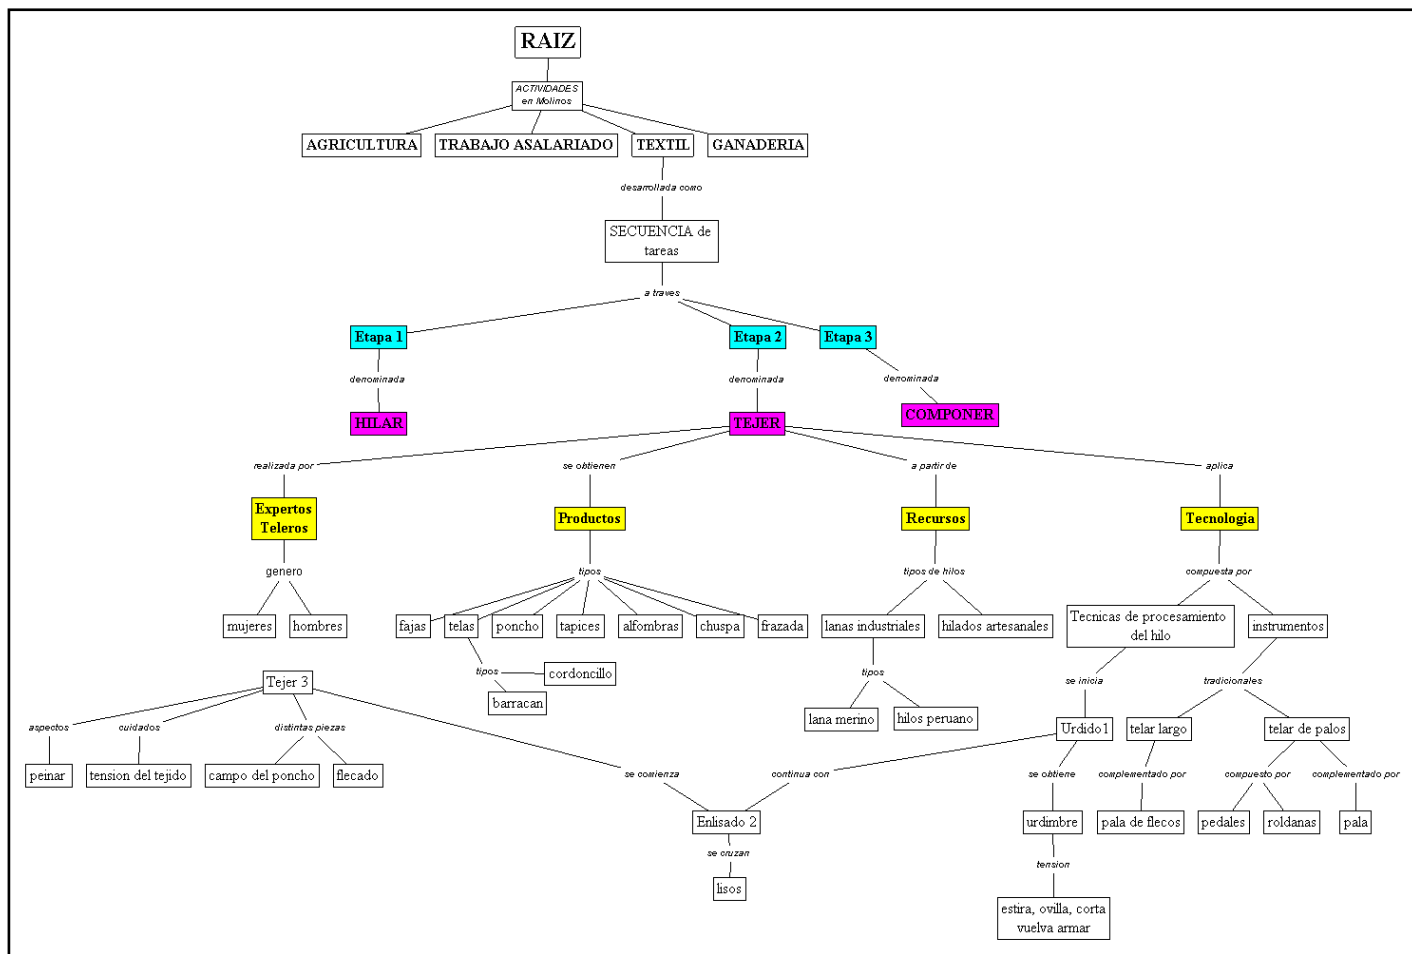 RAIZ
ACTIVIDADES
en Molinos
AGRICULTURA
TRABAJO ASALARIADO
TEXTIL
GANADERIA
desarrollada como
SECUENCIA de
tareas
a traves
Etapa 1
Etapa 2
Etapa 3
denominada
denominada
denominada
HILAR
TEJER
COMPONER
realizada por
se obtienen
a partir de
aplica
Expertos
Teleros
Productos
Recursos
Tecnologia
genero
tipos
tipos de hilos
compuesta por
mujeres
hombres
fajas
telas
poncho
tapices
alfombras
chuspa
frazada
lanas industriales
hilados artesanales
Tecnicas de procesamiento
del hilo
instrumentos
tipos
cordoncillo
barracan
tipos
lana merino
hilos peruano
se inicia
tradicionales
Tejer 3
aspectos
cuidados
distintas piezas
peinar
tension del tejido
campo del poncho
flecado
se comienza
continua con
Urdido1
telar largo
telar de palos
se obtiene
complementado por
compuesto por
complementado por
Enlisado 2
urdimbre
pala de flecos
pedales
roldanas
pala
se cruzan
lisos
tension
estira, ovilla, corta
vuelva armar